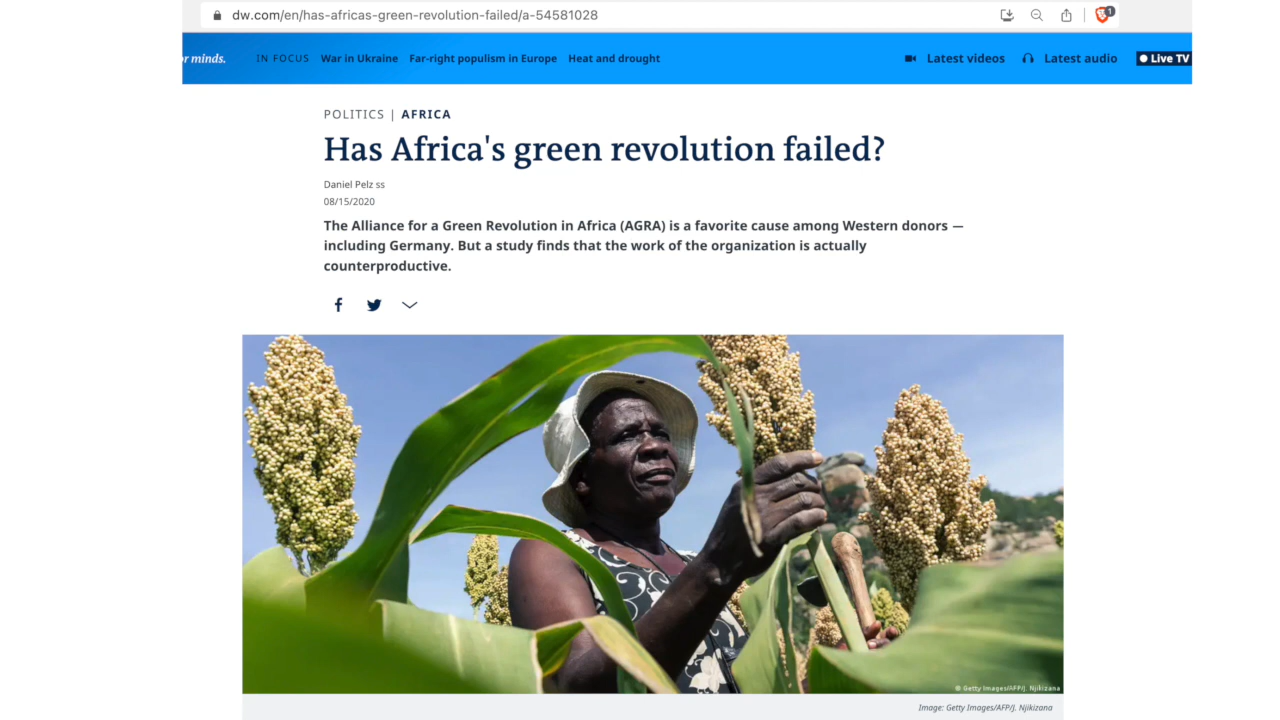 dw.com/en/has-africas-green-revolution-failed/a-54581028
1
r minds.
IN FOCUS War in Ukraine Far-right populism in Europe Heat and drought
Latest videos Latest audio Live TV
POLITICS | AFRICA
Has Africa's green revolution failed?
Daniel Pelz ss
08/15/2020
The Alliance for a Green Revolution in Africa (AGRA) is a favorite cause among Western donors —
including Germany. But a study finds that the work of the organization is actually
counterproductive.
© Getty Images/AFP/J. Njikizana
Image: Getty Images/AFP/J. Njikizana